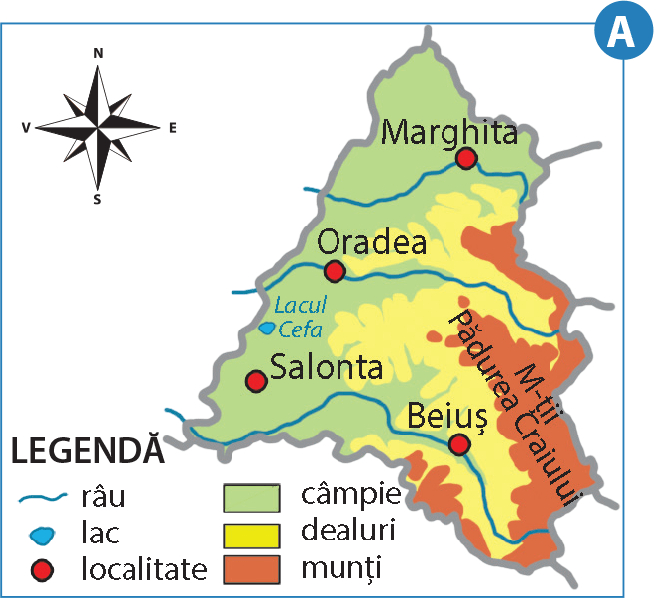 A
N
V
E
S
Marghita
Oradea
Lacul
Cefa
Salonta
M-ții
Pădurea Craiului
Beiuș
LEGENDĂ
râu
lac
localitate
câmpie
dealuri
munți